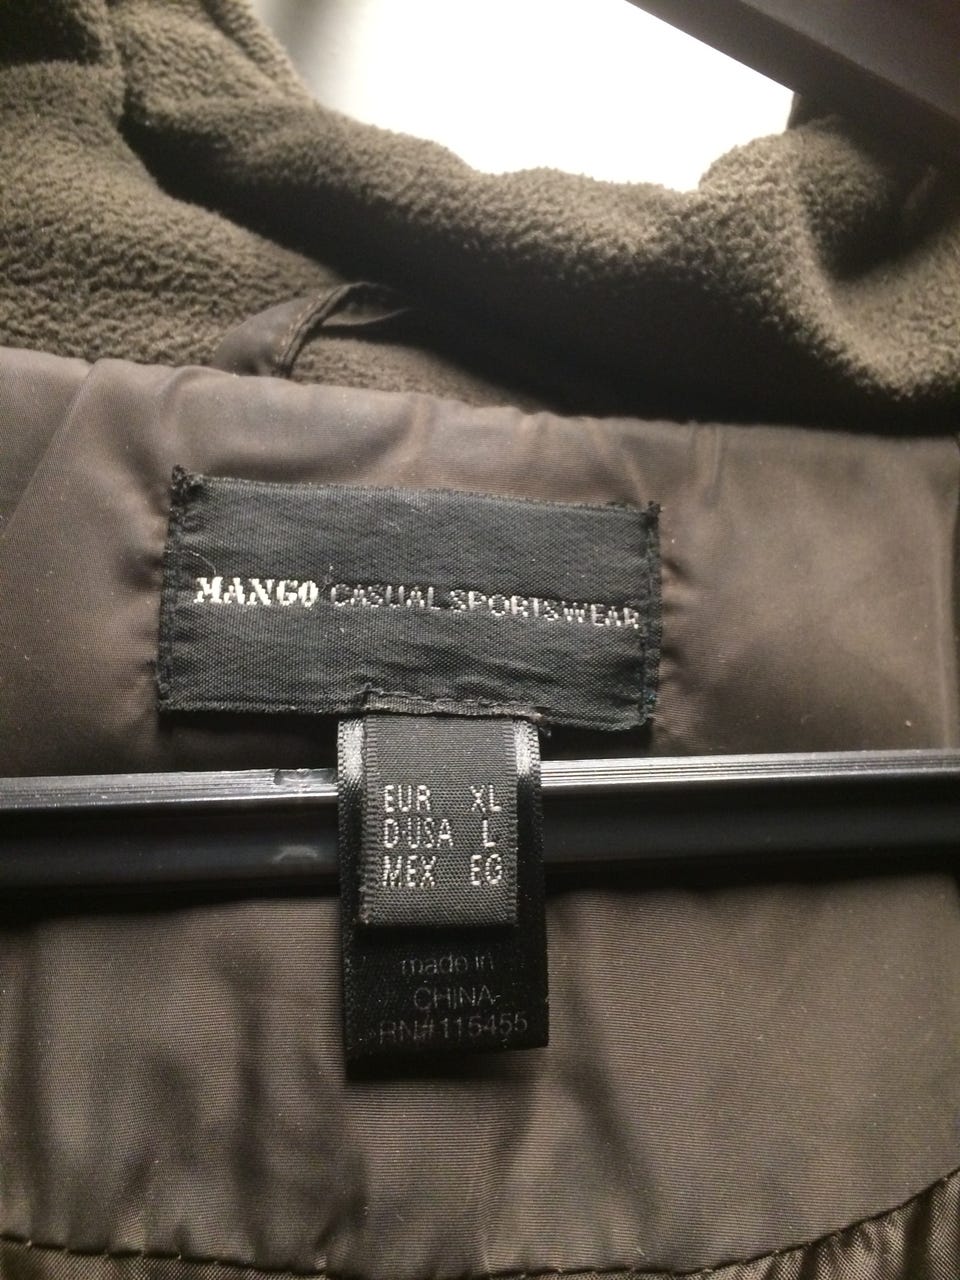 MANGO CASUAL SPORTSWEAR
EUR XL
D·USA L
MEX EG
made in
CHINA
RN# 115455